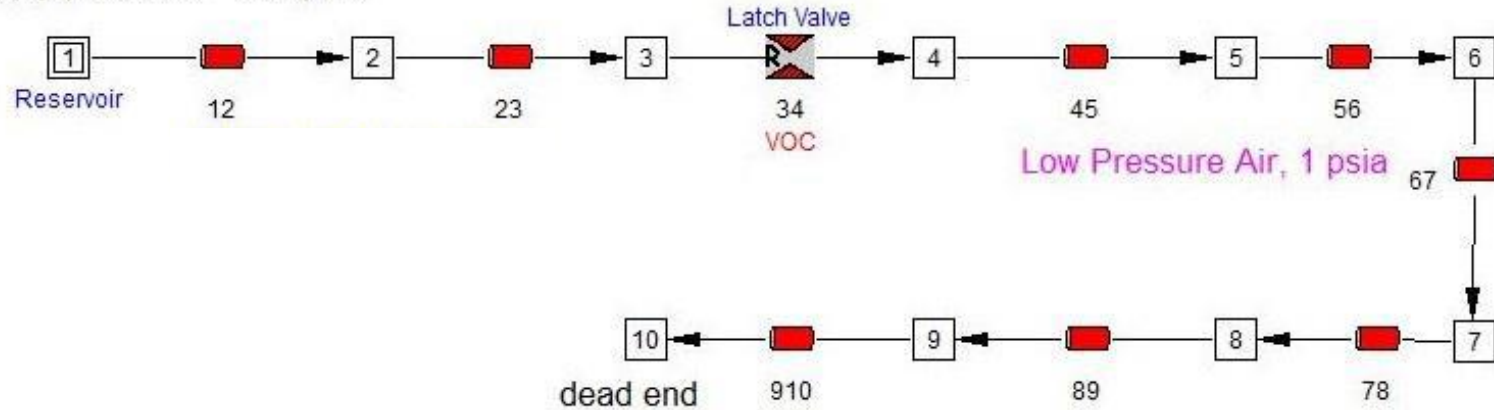 Latch Valve
1 2 3 R 4 5 6
Reservoir
12 23 34 45 56
VOC
Low Pressure Air, 1 psia 67
10 9 8 7
dead end 910 89 78